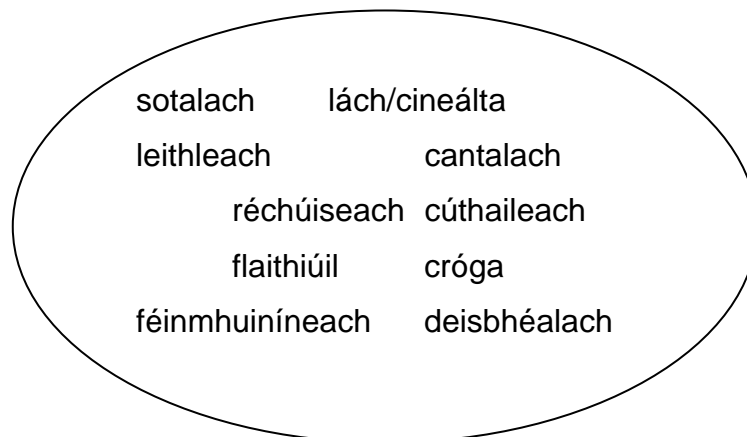 sotalach lách/cineálta
leithleach cantalach
réchúiseach cúthaileach
flaithiúil cróga
féinmhuiníneach deisbhéalach